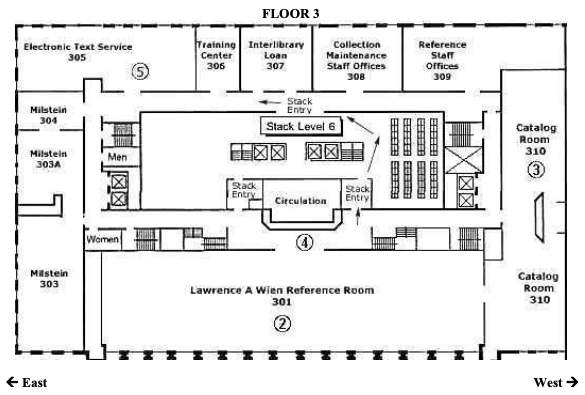 FLOOR 3
Electronic Text Service
305
Training
Center
306
Interlibrary
Loan
307
Collection
Maintenance
Staff Offices
308
Reference
Staff
Offices
309
5
Milstein
304
Stack
Entry
Stack Level 6
Catalog
Room
310
3
Men
Milstein
303A
Stack
Entry
Circulation
Stack
Entry
4
Women
Milstein
303
Catalog
Room
310
Lawrence A Wien Reference Room
301
2
← East
West →